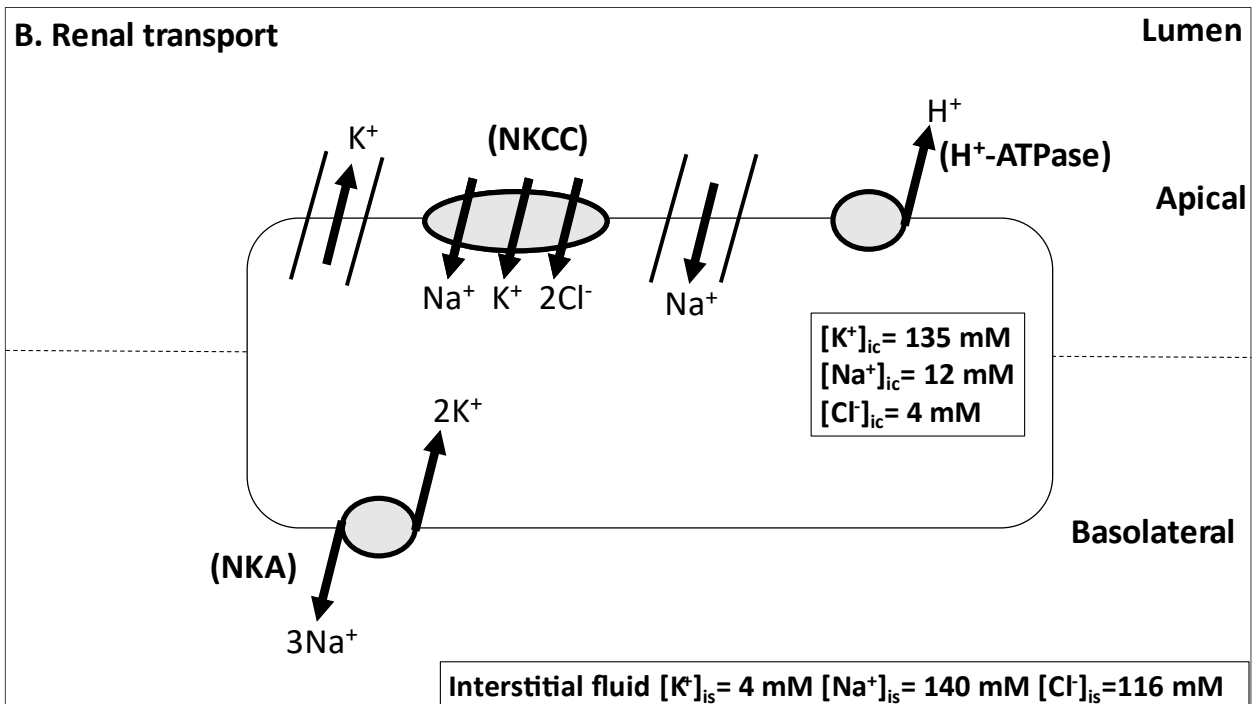 B. Renal transport
Lumen
H⁺
K⁺
(NKCC)
(H⁺-ATPase)
Apical
Na⁺ K⁺ 2Cl⁻
Na⁺
[K⁺]ic= 135 mM
[Na⁺]ic= 12 mM
[Cl⁻]ic= 4 mM
2K⁺
Basolateral
(NKA)
3Na⁺
Interstitial fluid [K⁺]is= 4 mM [Na⁺]is= 140 mM [Cl⁻]is=116 mM